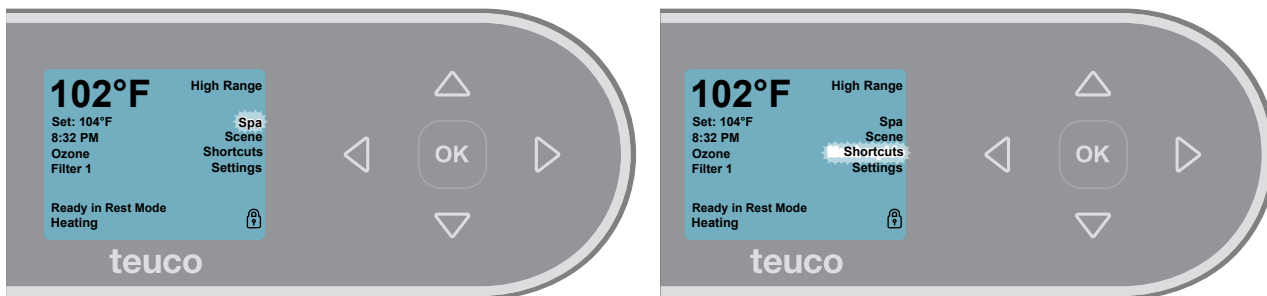 102°F
High Range
Set: 104°F
Spa
8:32 PM
Scene
Ozone
Shortcuts
Filter 1
Settings
Ready in Rest Mode
Heating
OK
teuco
102°F
High Range
Set: 104°F
Spa
8:32 PM
Scene
Ozone
Shortcuts
Filter 1
Settings
Ready in Rest Mode
Heating
OK
teuco